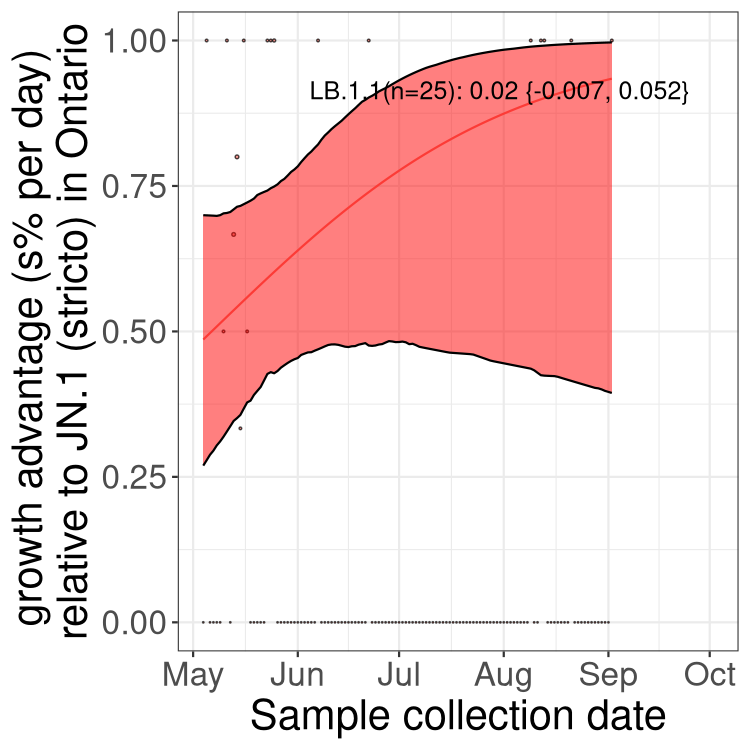 growth advantage (s% per day)
relative to JN.1 (stricto) in Ontario
1.00
0.75
0.50
0.25
0.00
LB.1.1(n=25): 0.02 {-0.007, 0.052}
May Jun Jul Aug Sep Oct
Sample collection date